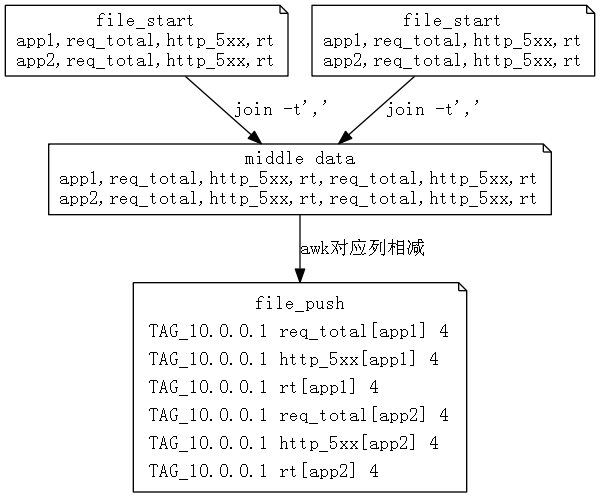 file_start
app1,req_total,http_5xx,rt
app2,req_total,http_5xx,rt
file_start
app1,req_total,http_5xx,rt
app2,req_total,http_5xx,rt
join -t','
join -t','
middle data
app1,req_total,http_5xx,rt,req_total,http_5xx,rt
app2,req_total,http_5xx,rt,req_total,http_5xx,rt
awk对应列相减
file_push
TAG_10.0.0.1 req_total[app1] 4
TAG_10.0.0.1 http_5xx[app1] 4
TAG_10.0.0.1 rt[app1] 4
TAG_10.0.0.1 req_total[app2] 4
TAG_10.0.0.1 http_5xx[app2] 4
TAG_10.0.0.1 rt[app2] 4